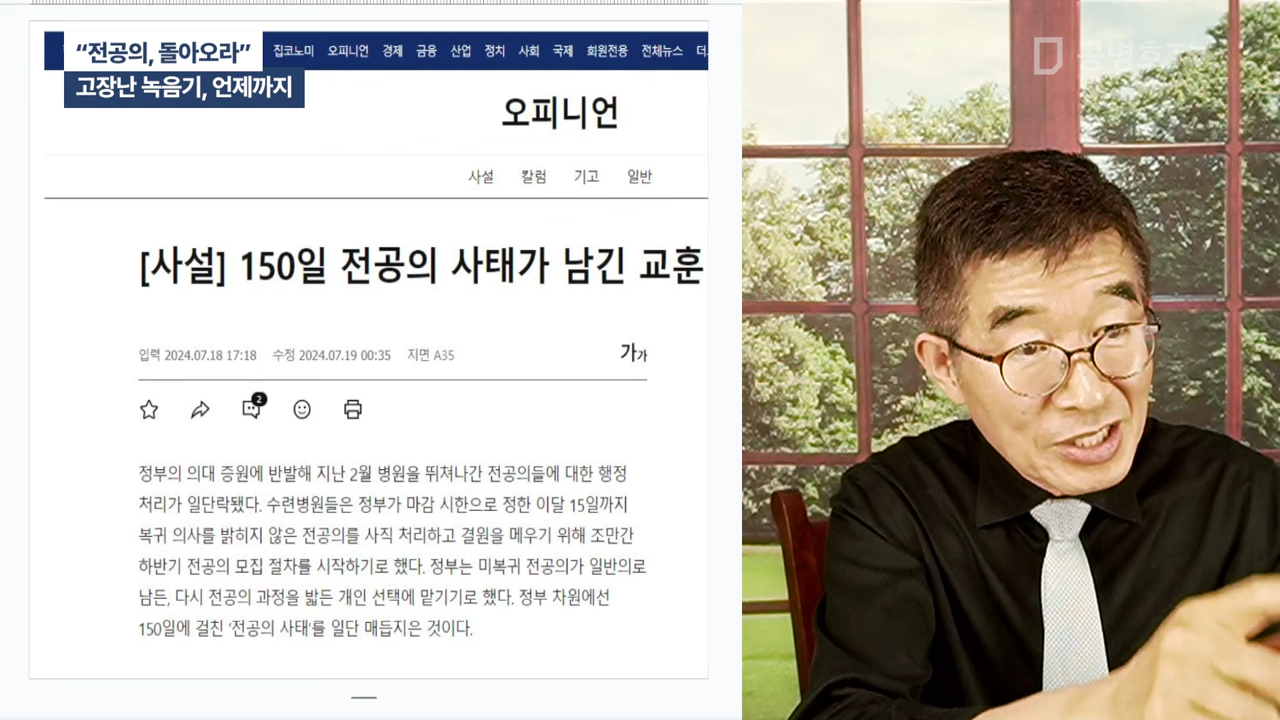 “전공의, 돌아오라”
고장난 녹음기, 언제까지
집코노미 오피니언 경제 금융 산업 정치 사회 국제 회원전용 전체뉴스 더
오피니언
사설 칼럼 기고 일반
[사설] 150일 전공의 사태가 남긴 교훈
입력 2024.07.18 17:18 수정 2024.07.19 00:35 지면 A35
가가
2
정부의 의대 증원에 반발해 지난 2월 병원을 뛰쳐나간 전공의들에 대한 행정
처리가 일단락됐다. 수련병원들은 정부가 마감 시한으로 정한 이달 15일까지
복귀 의사를 밝히지 않은 전공의를 사직 처리하고 결원을 메우기 위해 조만간
하반기 전공의 모집 절차를 시작하기로 했다. 정부는 미복귀 전공의가 일반의로
남든, 다시 전공의 과정을 밟든 개인 선택에 맡기기로 했다. 정부 차원에선
150일에 걸친 ‘전공의 사태’를 일단 매듭지은 것이다.